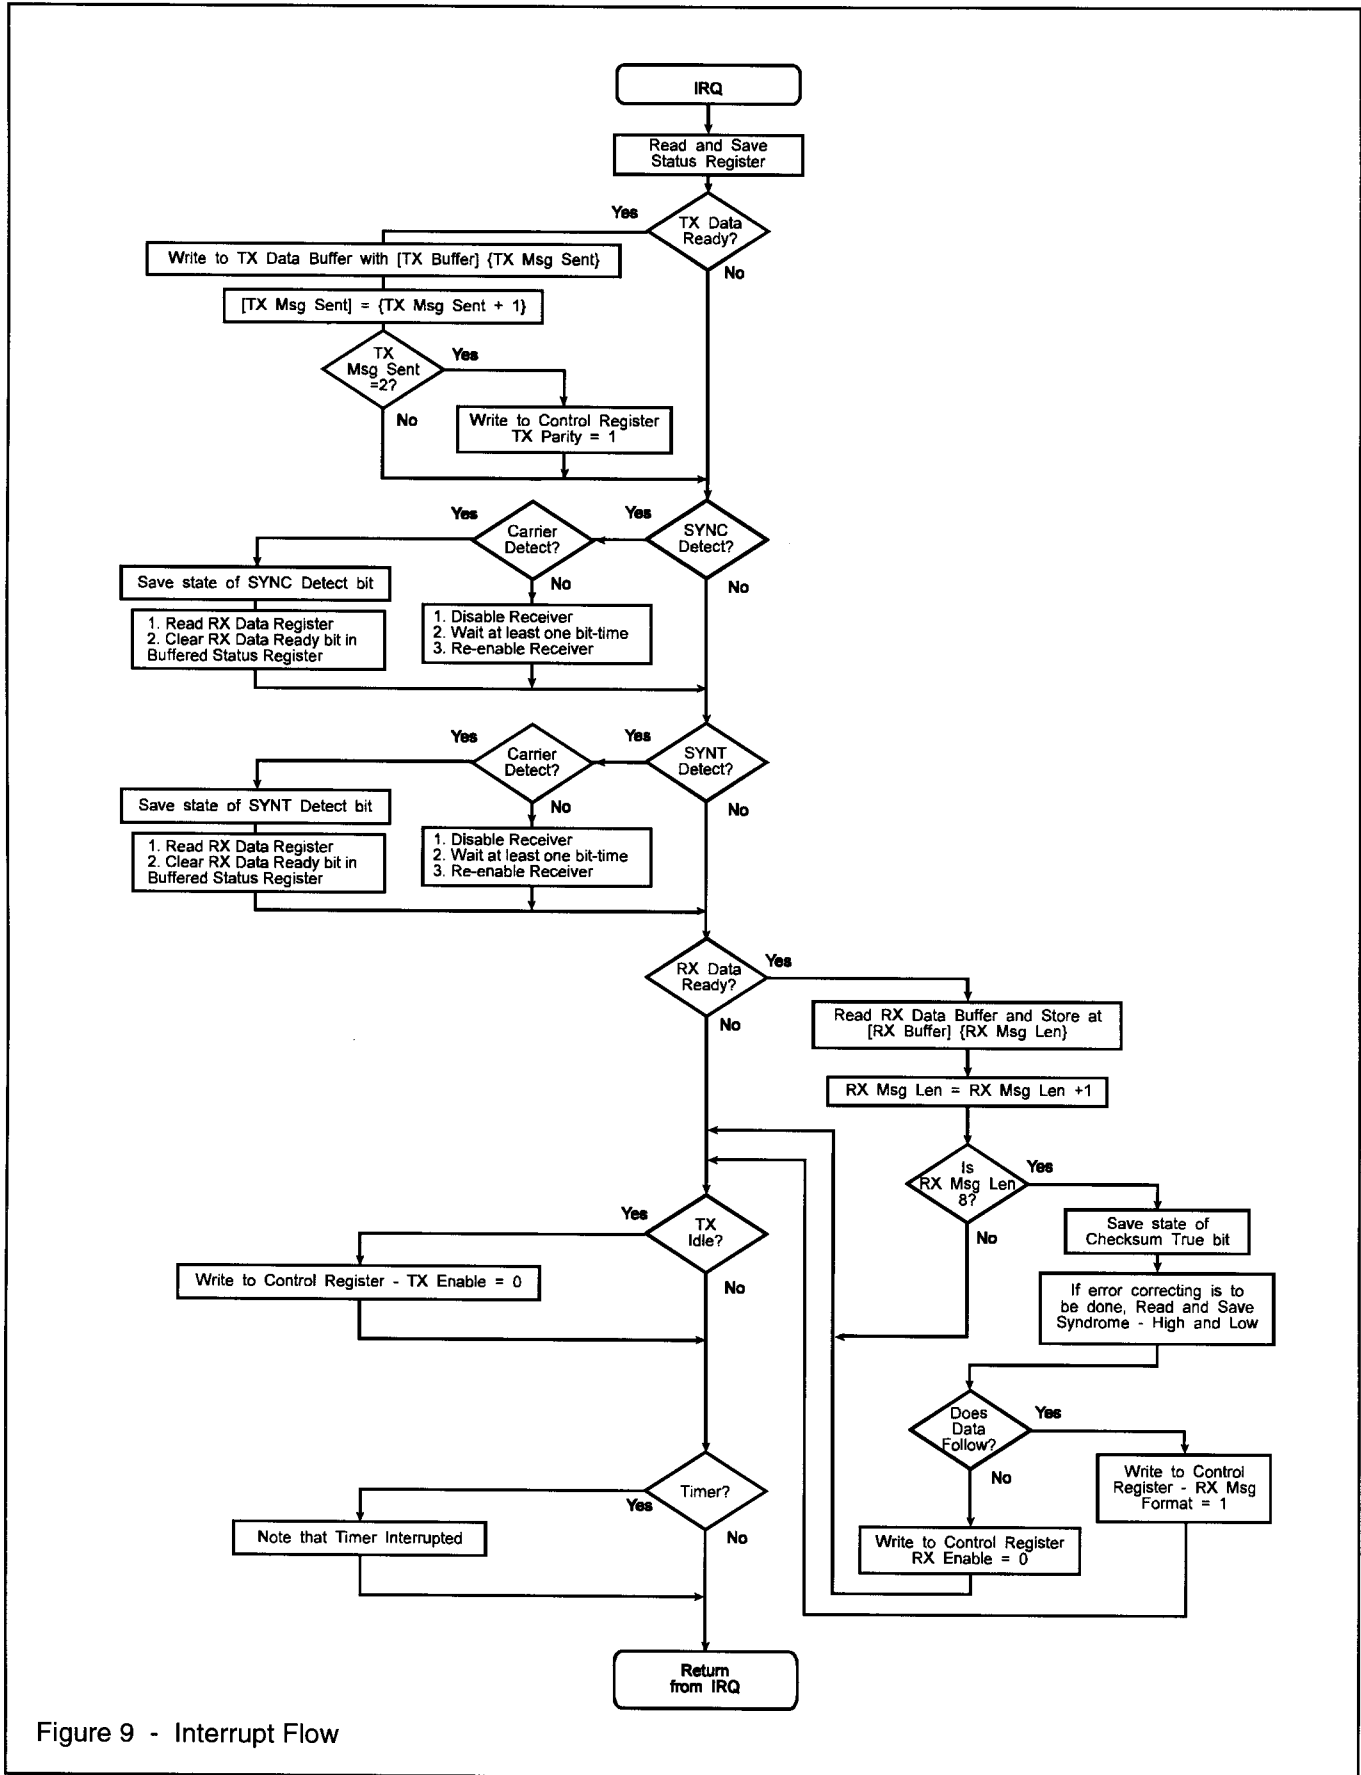 IRQ
Read and Save
Status Register
TX Data
Ready?
Yes
No
Write to TX Data Buffer with [TX Buffer] {TX Msg Sent}
[TX Msg Sent] = {TX Msg Sent + 1}
TX
Msg Sent
=2?
Yes
No
Write to Control Register
TX Parity = 1
SYNC
Detect?
Yes
No
Carrier
Detect?
Yes
No
Save state of SYNC Detect bit
1. Read RX Data Register
2. Clear RX Data Ready bit in
Buffered Status Register
1. Disable Receiver
2. Wait at least one bit-time
3. Re-enable Receiver
SYNT
Detect?
Yes
No
Carrier
Detect?
Yes
No
Save state of SYNT Detect bit
1. Read RX Data Register
2. Clear RX Data Ready bit in
Buffered Status Register
1. Disable Receiver
2. Wait at least one bit-time
3. Re-enable Receiver
RX Data
Ready?
Yes
No
Read RX Data Buffer and Store at
[RX Buffer] {RX Msg Len}
RX Msg Len = RX Msg Len +1
Is
RX Msg Len
8?
Yes
No
Save state of
Checksum True bit
If error correcting is to
be done, Read and Save
Syndrome - High and Low
Does
Data
Follow?
Yes
No
Write to Control
Register - RX Msg
Format = 1
Write to Control Register
RX Enable = 0
TX
Idle?
Yes
No
Write to Control Register - TX Enable = 0
Timer?
Yes
No
Note that Timer Interrupted
Return
from IRQ
Figure 9 - Interrupt Flow